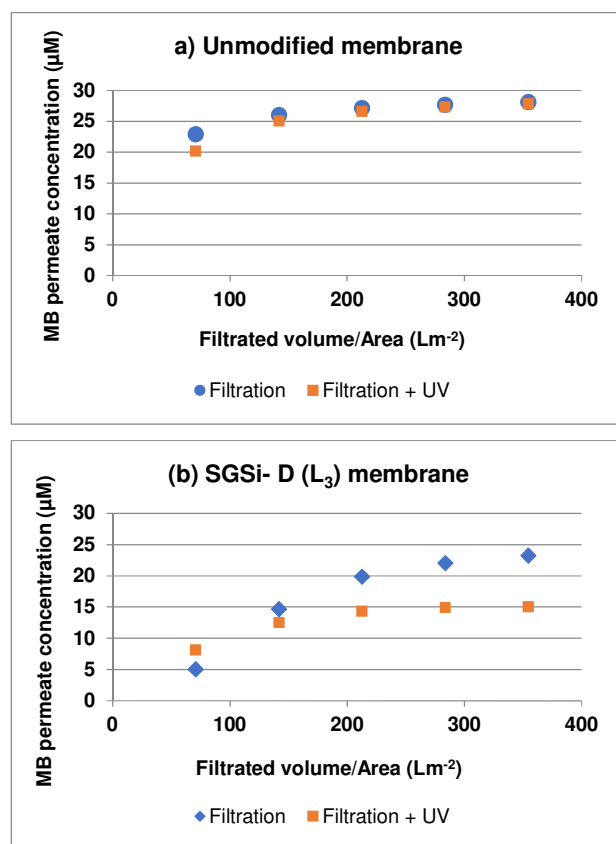 a) Unmodified membrane
MB permeate concentration (µM)
30
25
20
15
10
5
0
0 100 200 300 400
Filtrated volume/Area (Lm⁻²)
Filtration Filtration + UV
(b) SGSi- D (L₃) membrane
MB permeate concentration (µM)
30
25
20
15
10
5
0
0 100 200 300 400
Filtrated volume/Area (Lm⁻²)
Filtration Filtration + UV